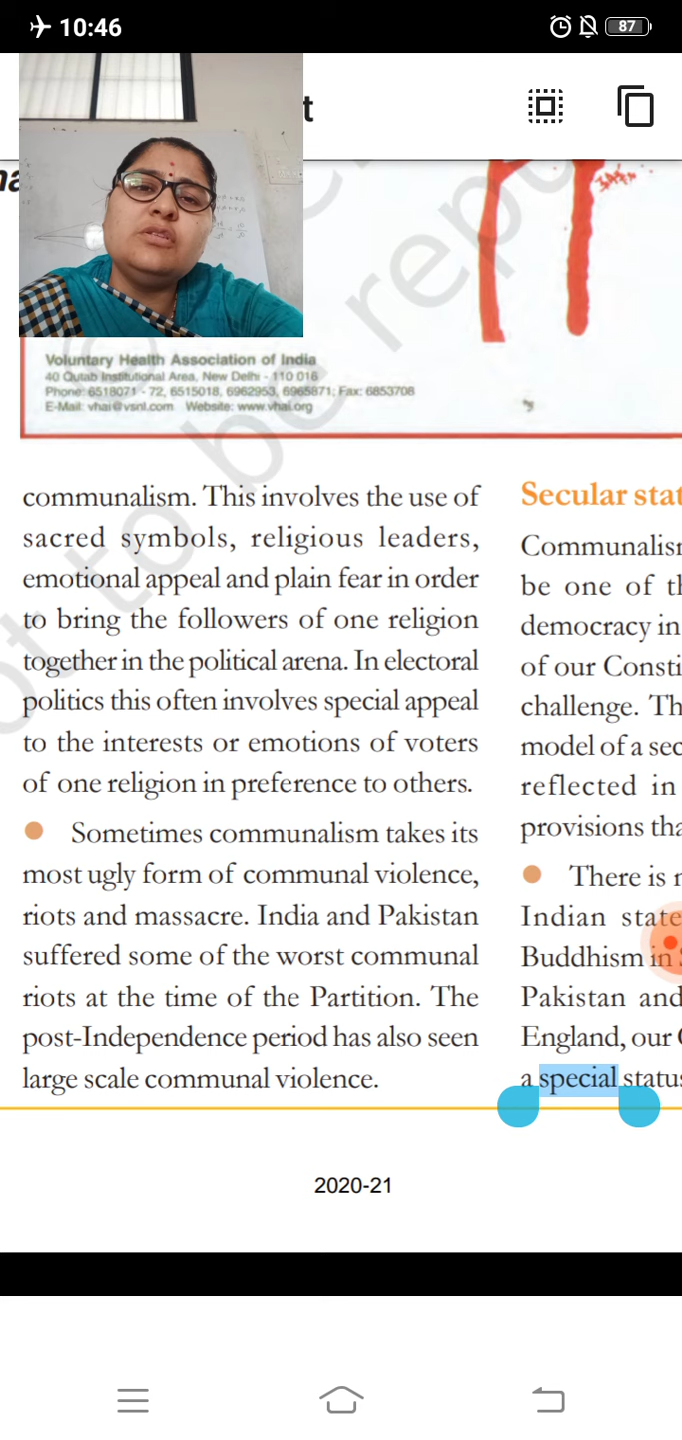 10:46
87
t
Voluntary Health Association of India
40 Qutab Institutional Area, New Delhi - 110 016
Phone: 6518071 - 72, 6515018, 6962953, 6965871; Fax: 6853708
E-Mail: vhai@vsnl.com Website: www.vhai.org
communalism. This involves the use of
sacred symbols, religious leaders,
emotional appeal and plain fear in order
to bring the followers of one religion
together in the political arena. In electoral
politics this often involves special appeal
to the interests or emotions of voters
of one religion in preference to others.
● Sometimes communalism takes its
most ugly form of communal violence,
riots and massacre. India and Pakistan
suffered some of the worst communal
riots at the time of the Partition. The
post-Independence period has also seen
large scale communal violence.
Secular stat
Communalism
be one of th
democracy in
of our Consti
challenge. Th
model of a sec
reflected in
provisions tha
● There is n
Indian state
Buddhism in
Pakistan and
England, our
a special status
2020-21